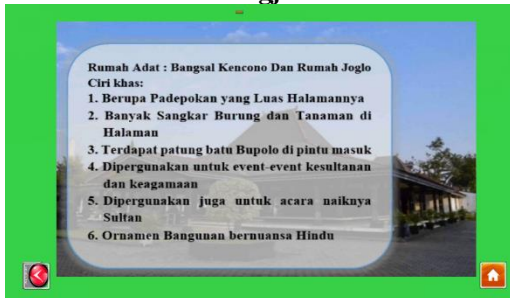 Rumah Adat : Bangsal Kencono Dan Rumah Joglo
Ciri khas:
1. Berupa Padepokan yang Luas Halamannya
2. Banyak Sangkar Burung dan Tanaman di
Halaman
3. Terdapat patung batu Bupolo di pintu masuk
4. Dipergunakan untuk event-event kesultanan
dan keagamaan
5. Dipergunakan juga untuk acara naiknya
Sultan
6. Ornamen Bangunan bernuansa Hindu